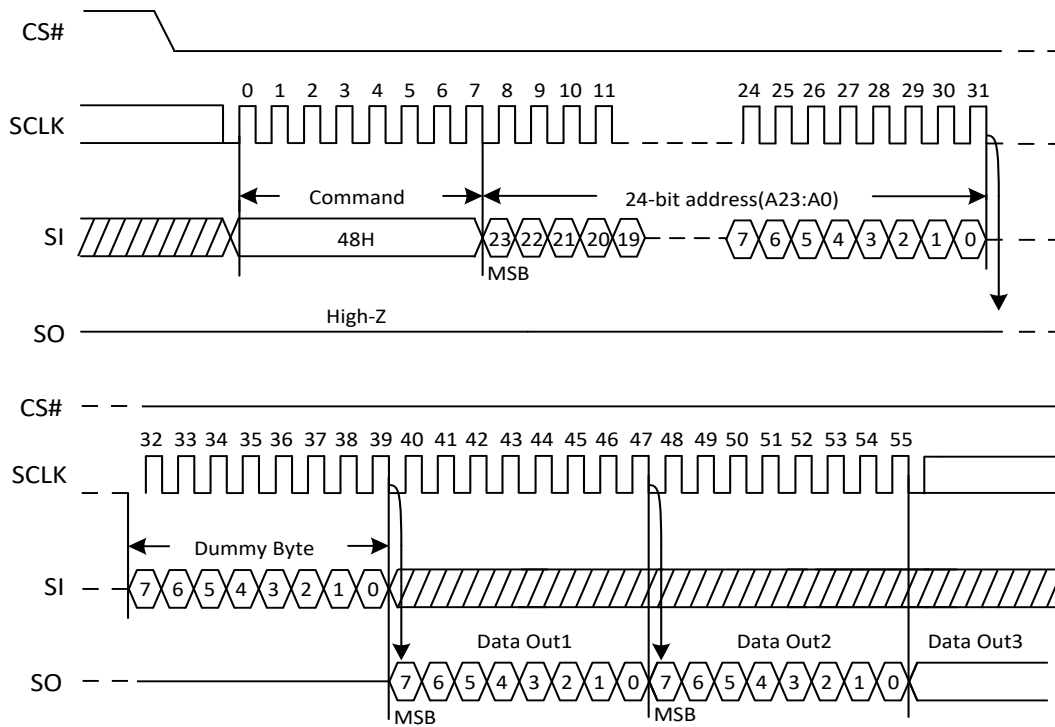 CS#
0 1 2 3 4 5 6 7 8 9 10 11 24 25 26 27 28 29 30 31
SCLK
Command 24-bit address(A23:A0)
SI 48H 23 22 21 20 19 7 6 5 4 3 2 1 0
MSB
High-Z
SO
CS#
32 33 34 35 36 37 38 39 40 41 42 43 44 45 46 47 48 49 50 51 52 53 54 55
SCLK
Dummy Byte
SI 7 6 5 4 3 2 1 0
Data Out1 Data Out2 Data Out3
SO 7 6 5 4 3 2 1 0 7 6 5 4 3 2 1 0
MSB MSB